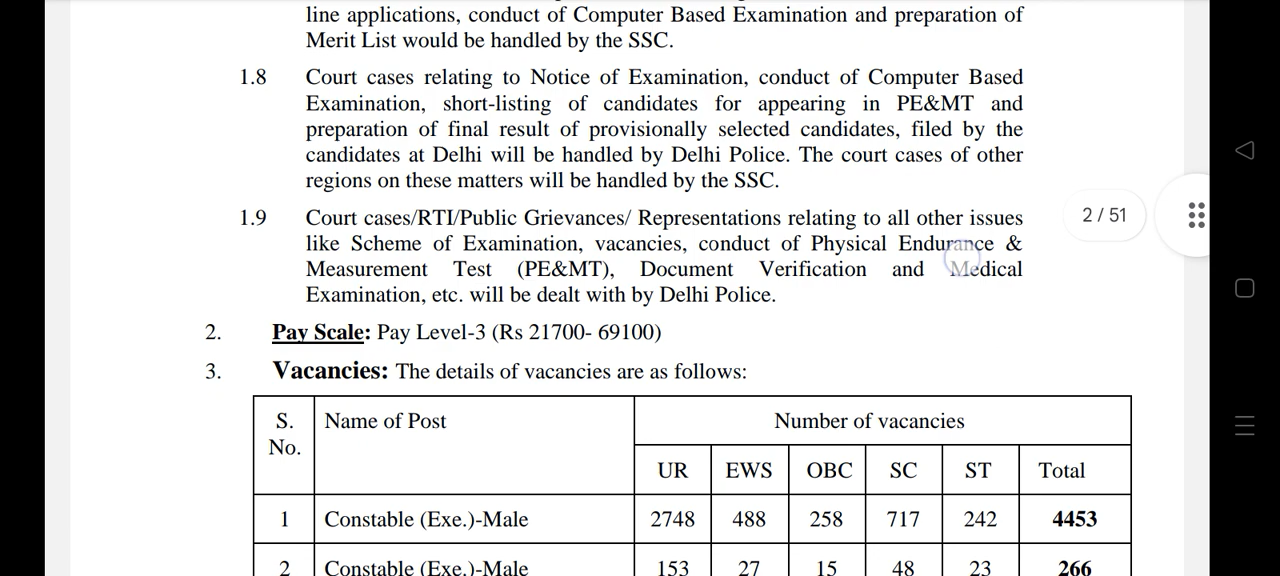 line applications, conduct of Computer Based Examination and preparation of
Merit List would be handled by the SSC.
1.8 Court cases relating to Notice of Examination, conduct of Computer Based
Examination, short-listing of candidates for appearing in PE&MT and
preparation of final result of provisionally selected candidates, filed by the
candidates at Delhi will be handled by Delhi Police. The court cases of other
regions on these matters will be handled by the SSC.
1.9 Court cases/RTI/Public Grievances/ Representations relating to all other issues
like Scheme of Examination, vacancies, conduct of Physical Endurance &
Measurement Test (PE&MT), Document Verification and Medical
Examination, etc. will be dealt with by Delhi Police.
2 / 51
2. Pay Scale: Pay Level-3 (Rs 21700- 69100)
3. Vacancies: The details of vacancies are as follows:
S. No. Name of Post Number of vacancies
UR EWS OBC SC ST Total
1 Constable (Exe.)-Male 2748 488 258 717 242 4453
2 Constable (Exe.)-Male 153 27 15 48 23 266